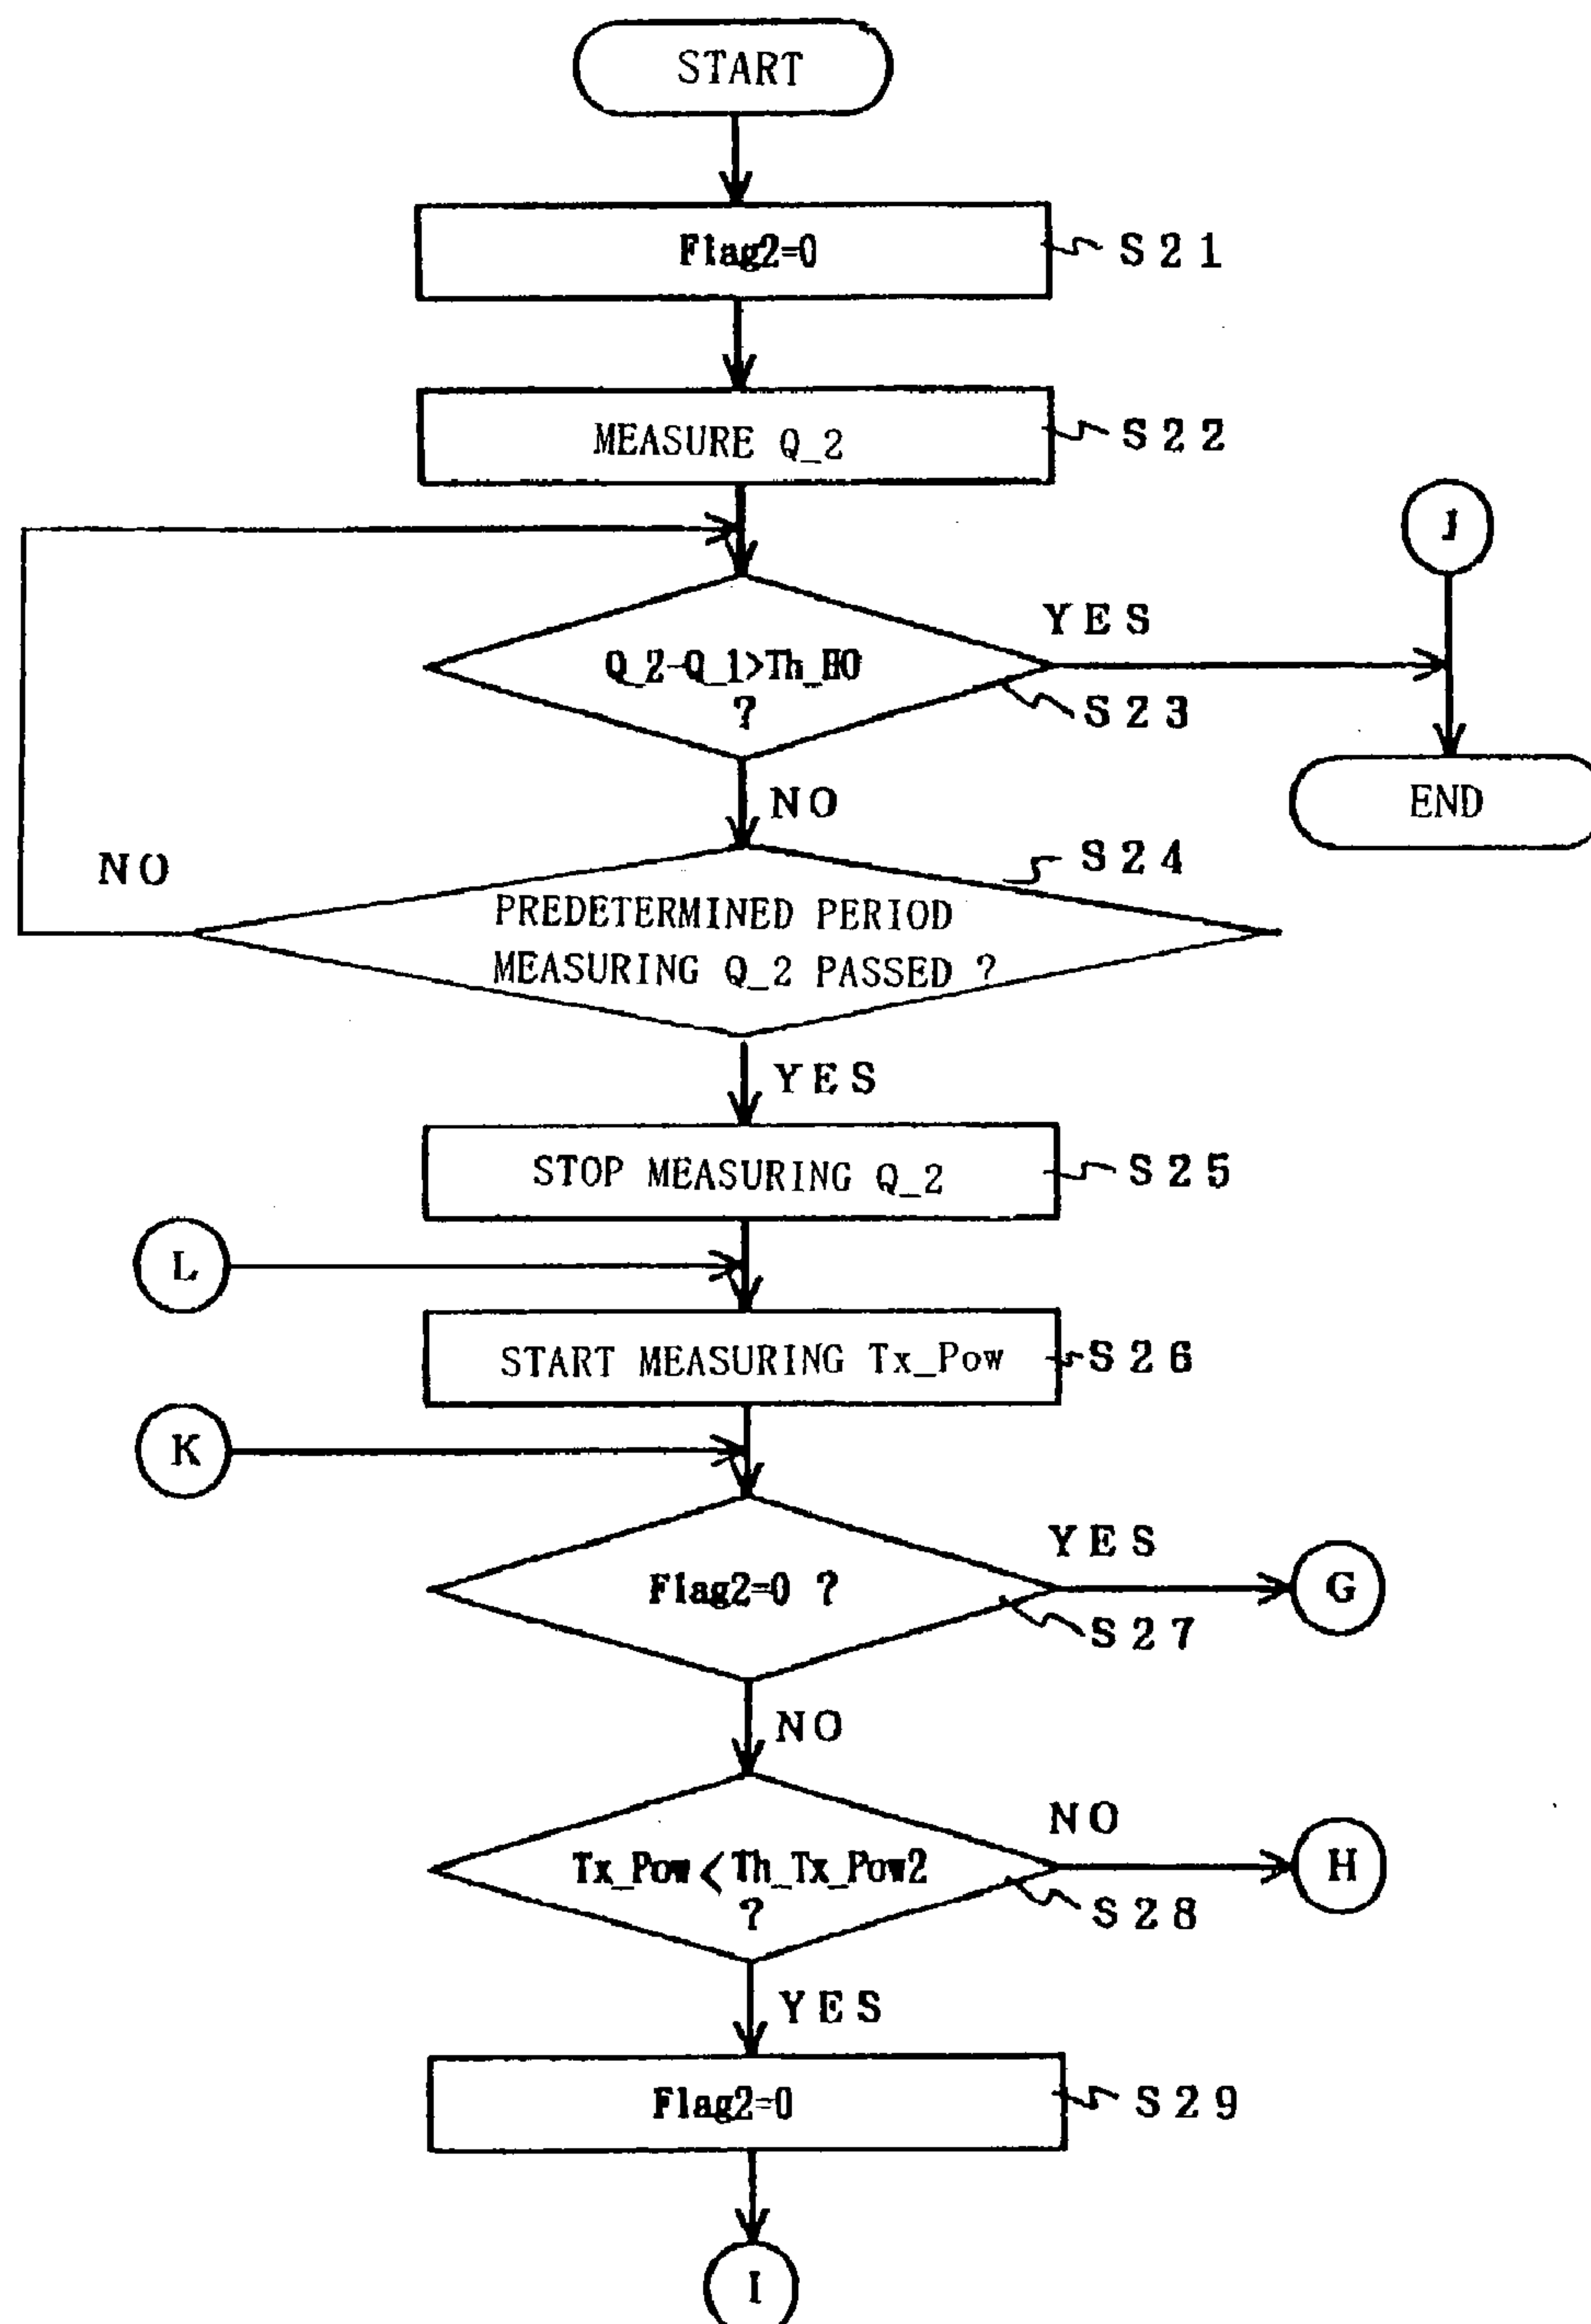 START
Flag2=0
S21
MEASURE Q_2
S22
J
YES
Q_2-Q_1>Th_HO
?
S23
END
NO
S24
NO
PREDETERMINED PERIOD
MEASURING Q_2 PASSED ?
YES
STOP MEASURING Q_2
S25
L
START MEASURING Tx_Pow
S26
K
YES
Flag2=0 ?
G
S27
NO
NO
Tx_Pow<Th_Tx_Pow2
?
H
S28
YES
Flag2=0
S29
I